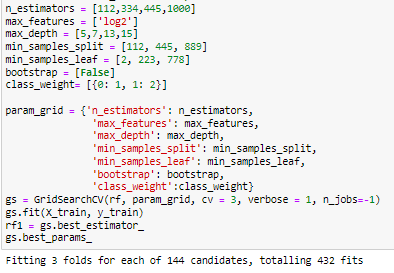 n_estimators = [112,334,445,1000]
max_features = ['log2']
max_depth = [5,7,13,15]
min_samples_split = [112, 445, 889]
min_samples_leaf = [2, 223, 778]
bootstrap = [False]
class_weight= [{0: 1, 1: 2}]

param_grid = {'n_estimators': n_estimators,
              'max_features': max_features,
              'max_depth': max_depth,
              'min_samples_split': min_samples_split,
              'min_samples_leaf': min_samples_leaf,
              'bootstrap': bootstrap,
              'class_weight':class_weight}
gs = GridSearchCV(rf, param_grid, cv = 3, verbose = 1, n_jobs=-1)
gs.fit(X_train, y_train)
rf1 = gs.best_estimator_
gs.best_params_
Fitting 3 folds for each of 144 candidates, totalling 432 fits